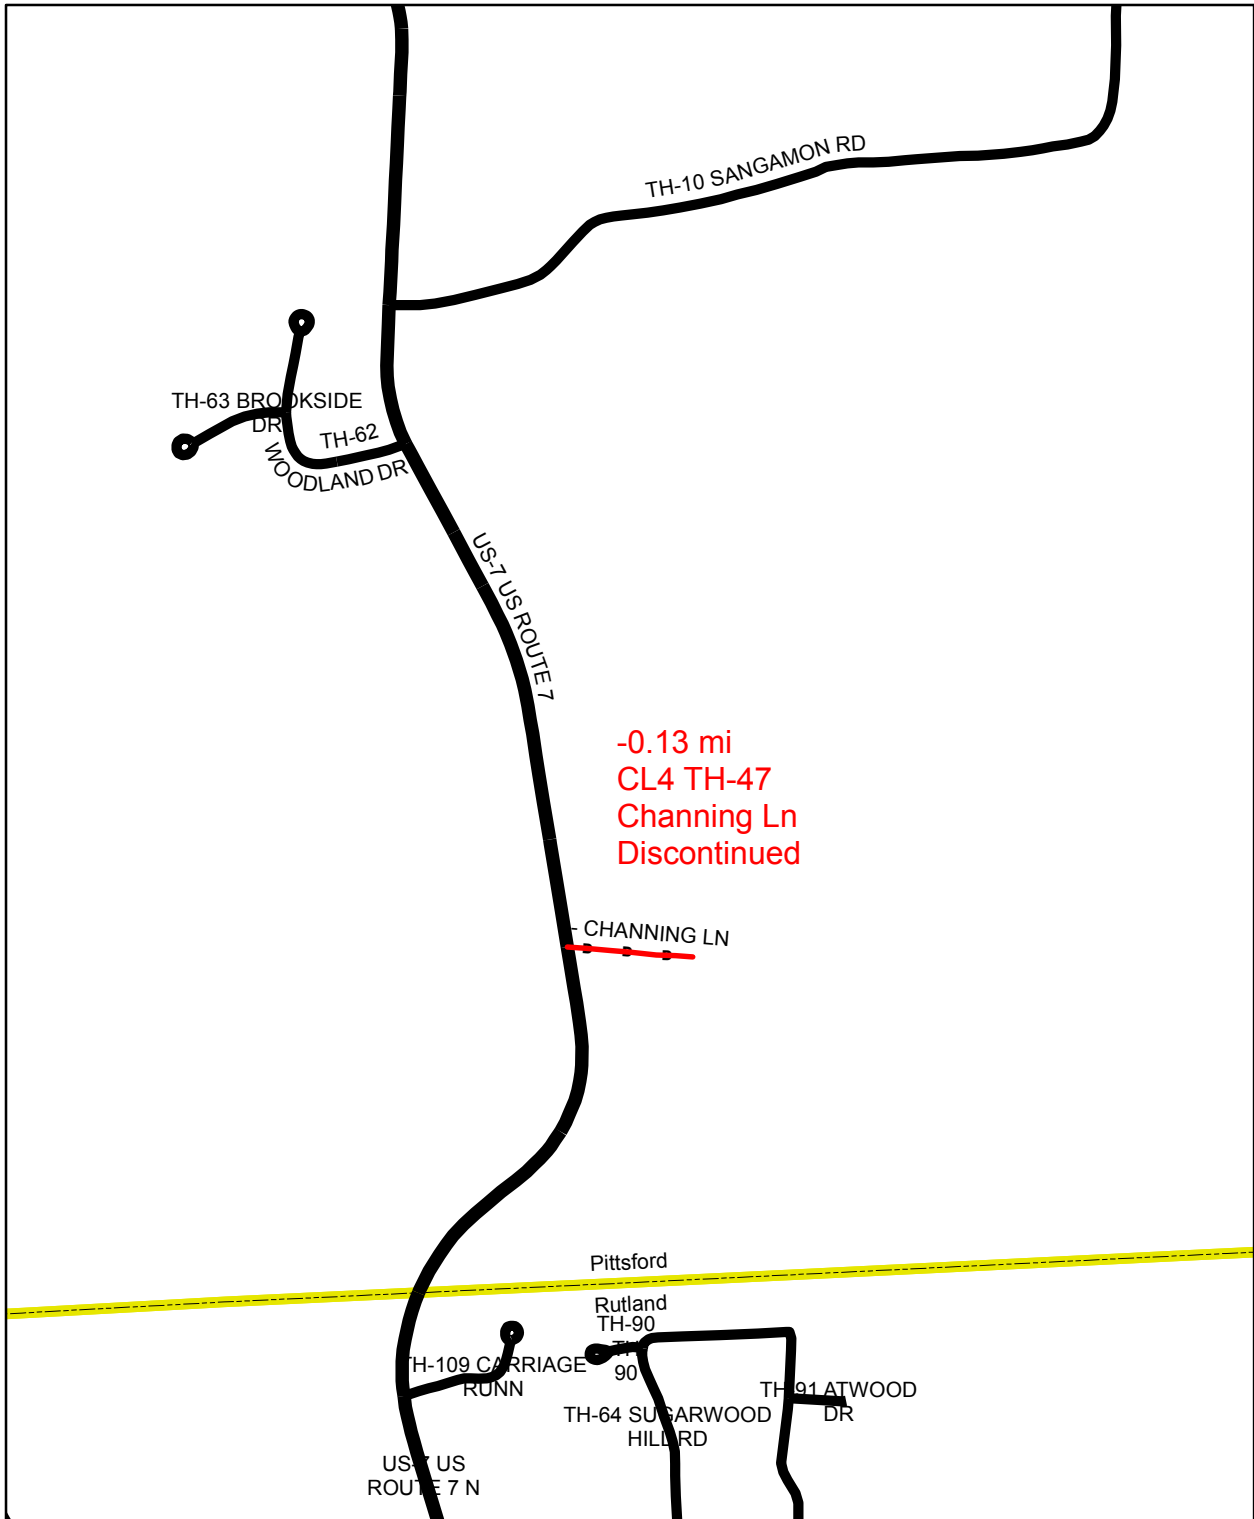 TH-10 SANGAMON RD
TH-63 BROOKSIDE
DR
TH-62
WOODLAND DR
US-7 US ROUTE 7
-0.13 mi
CL4 TH-47
Channing Ln
Discontinued
- CHANNING LN
D D D
Pittsford
Rutland
TH-90
TH-
90
TH-109 CARRIAGE
RUNN
TH-91 ATWOOD
DR
TH-64 SUGARWOOD
HILL RD
US-7 US
ROUTE 7 N